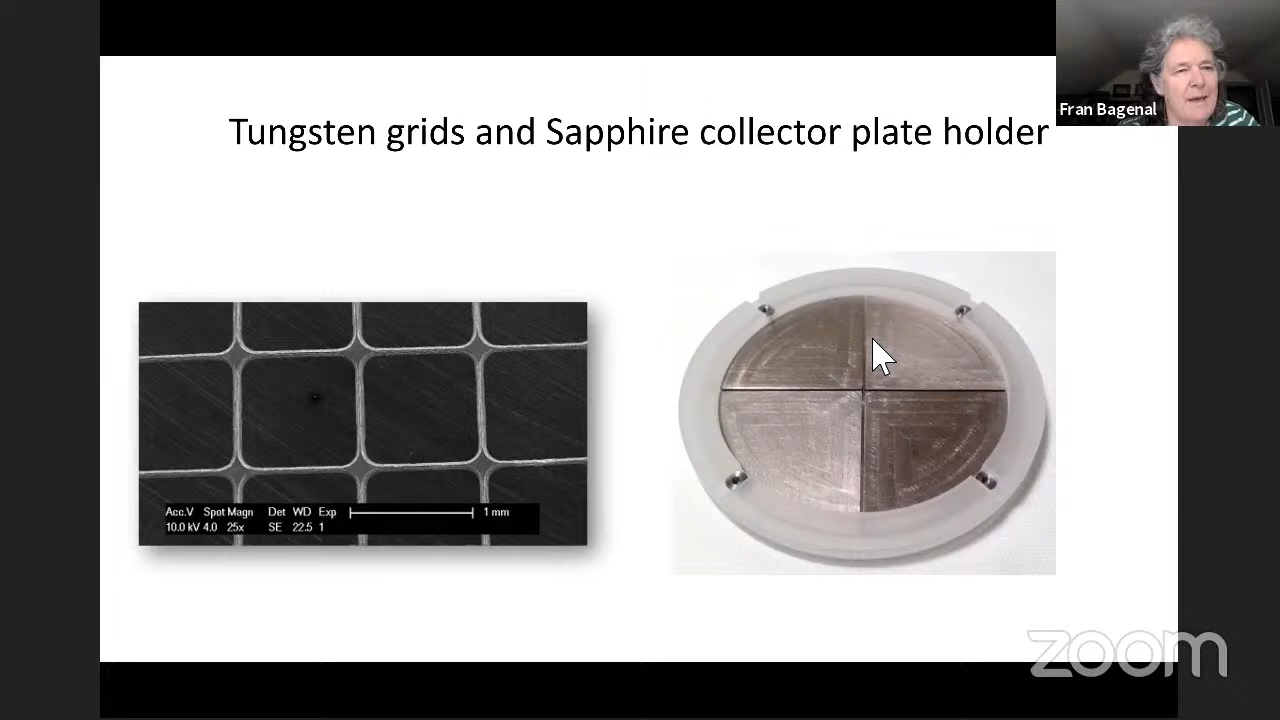 Fran Bagenal
Tungsten grids and Sapphire collector plate holder
Acc.V Spot Magn Det WD Exp 1 mm
10.0 kV 4.0 25x SE 22.5 1
zoom